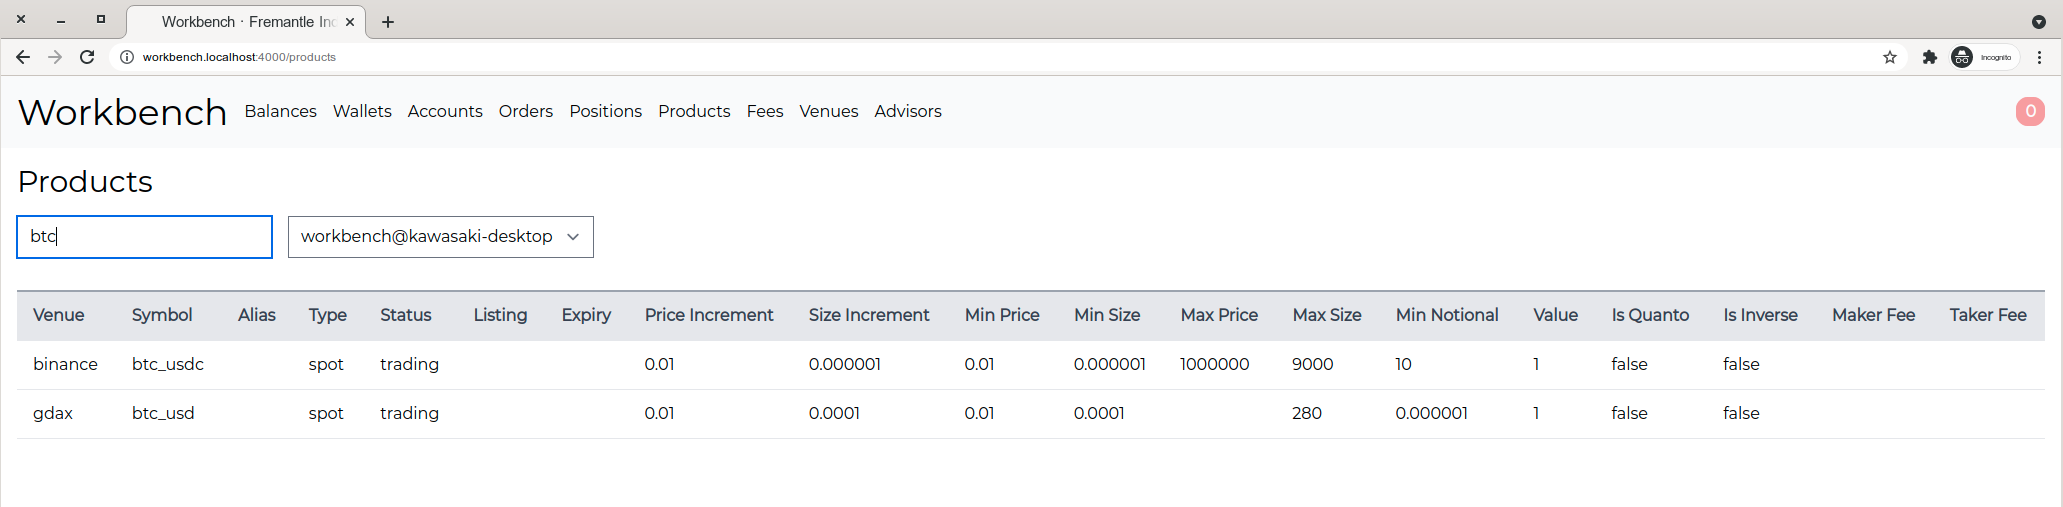 Workbench · Fremantle Inc
workbench.localhost:4000/products
Incognito
Workbench Balances Wallets Accounts Orders Positions Products Fees Venues Advisors 0
Products
btc workbench@kawasaki-desktop
Venue Symbol Alias Type Status Listing Expiry Price Increment Size Increment Min Price Min Size Max Price Max Size Min Notional Value Is Quanto Is Inverse Maker Fee Taker Fee
binance btc_usdc spot trading 0.01 0.000001 0.01 0.000001 1000000 9000 10 1 false false
gdax btc_usd spot trading 0.01 0.0001 0.01 0.0001 280 0.000001 1 false false